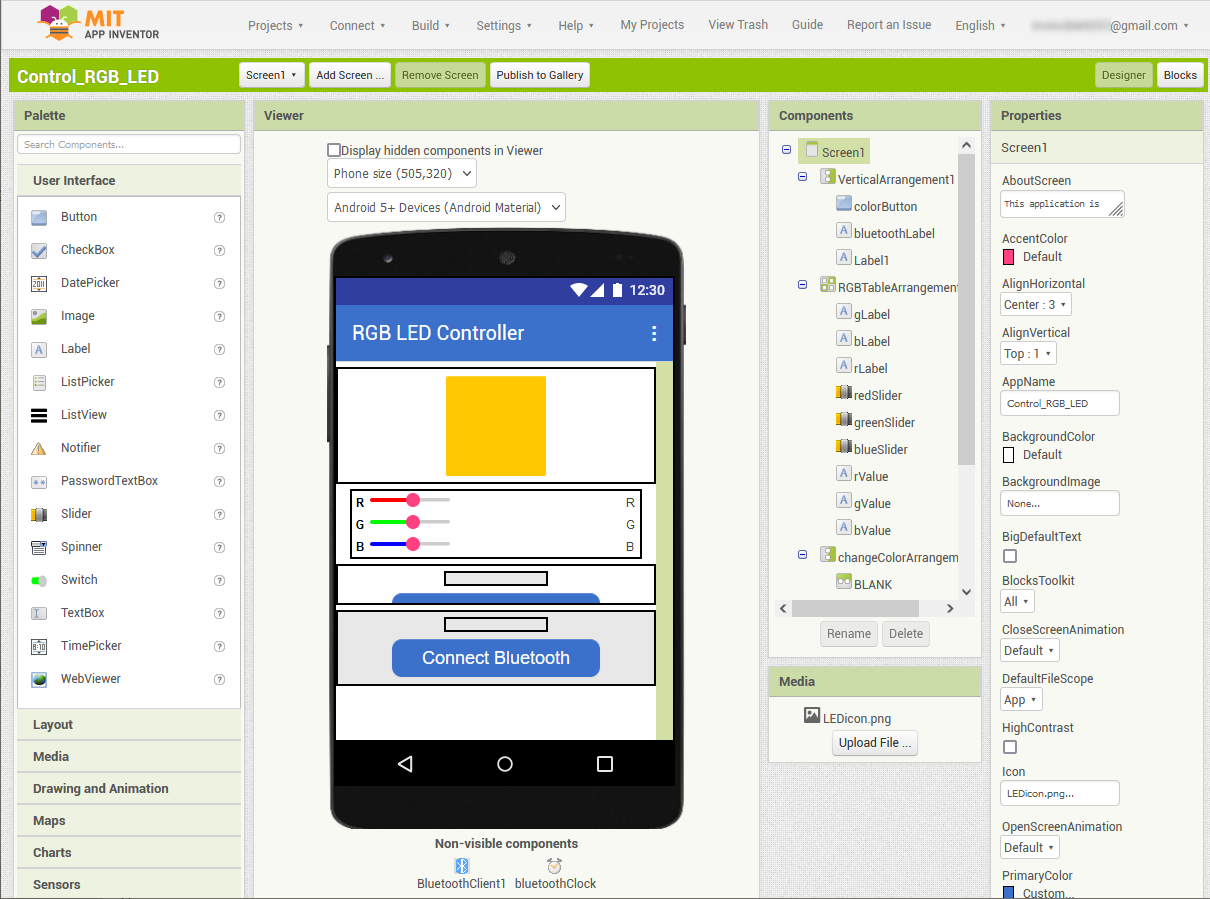 MIT
APP INVENTOR
Projects
Connect
Build
Settings
Help
My Projects
View Trash
Guide
Report an Issue
English
@gmail.com
Control_RGB_LED
Screen1
Add Screen ...
Remove Screen
Publish to Gallery
Designer
Blocks
Palette
Search Components...
User Interface
Button ?
CheckBox ?
DatePicker ?
Image ?
Label ?
ListPicker ?
ListView ?
Notifier ?
PasswordTextBox ?
Slider ?
Spinner ?
Switch ?
TextBox ?
TimePicker ?
WebViewer ?
Layout
Media
Drawing and Animation
Maps
Charts
Sensors
Viewer
Display hidden components in Viewer
Phone size (505,320)
Android 5+ Devices (Android Material)
12:30
RGB LED Controller
R R
G G
B B
Connect Bluetooth
Non-visible components
BluetoothClient1 bluetoothClock
Components
Screen1
VerticalArrangement1
colorButton
A bluetoothLabel
A Label1
RGBTableArrangement
A gLabel
A bLabel
A rLabel
redSlider
greenSlider
blueSlider
A rValue
A gValue
A bValue
changeColorArrangem
BLANK
Rename Delete
Media
LEDicon.png
Upload File ...
Properties
Screen1
AboutScreen
This application is
AccentColor
Default
AlignHorizontal
Center : 3
AlignVertical
Top : 1
AppName
Control_RGB_LED
BackgroundColor
Default
BackgroundImage
None...
BigDefaultText
BlocksToolkit
All
CloseScreenAnimation
Default
DefaultFileScope
App
HighContrast
Icon
LEDicon.png...
OpenScreenAnimation
Default
PrimaryColor
Custom...